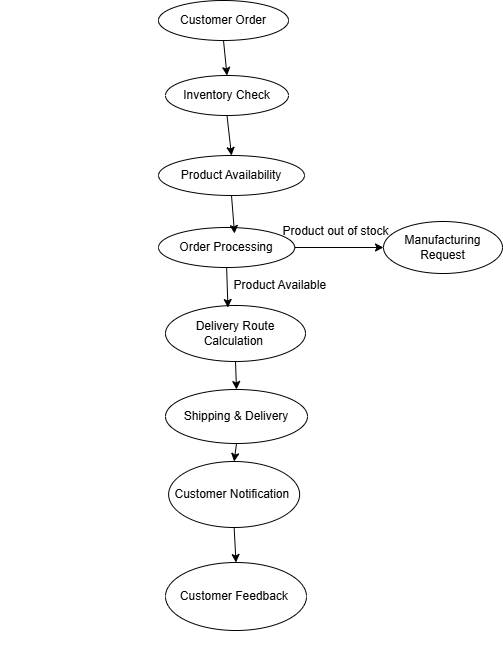 Customer Order
Inventory Check
Product Availability
Product out of stock
Order Processing
Manufacturing
Request
Product Available
Delivery Route
Calculation
Shipping & Delivery
Customer Notification
Customer Feedback